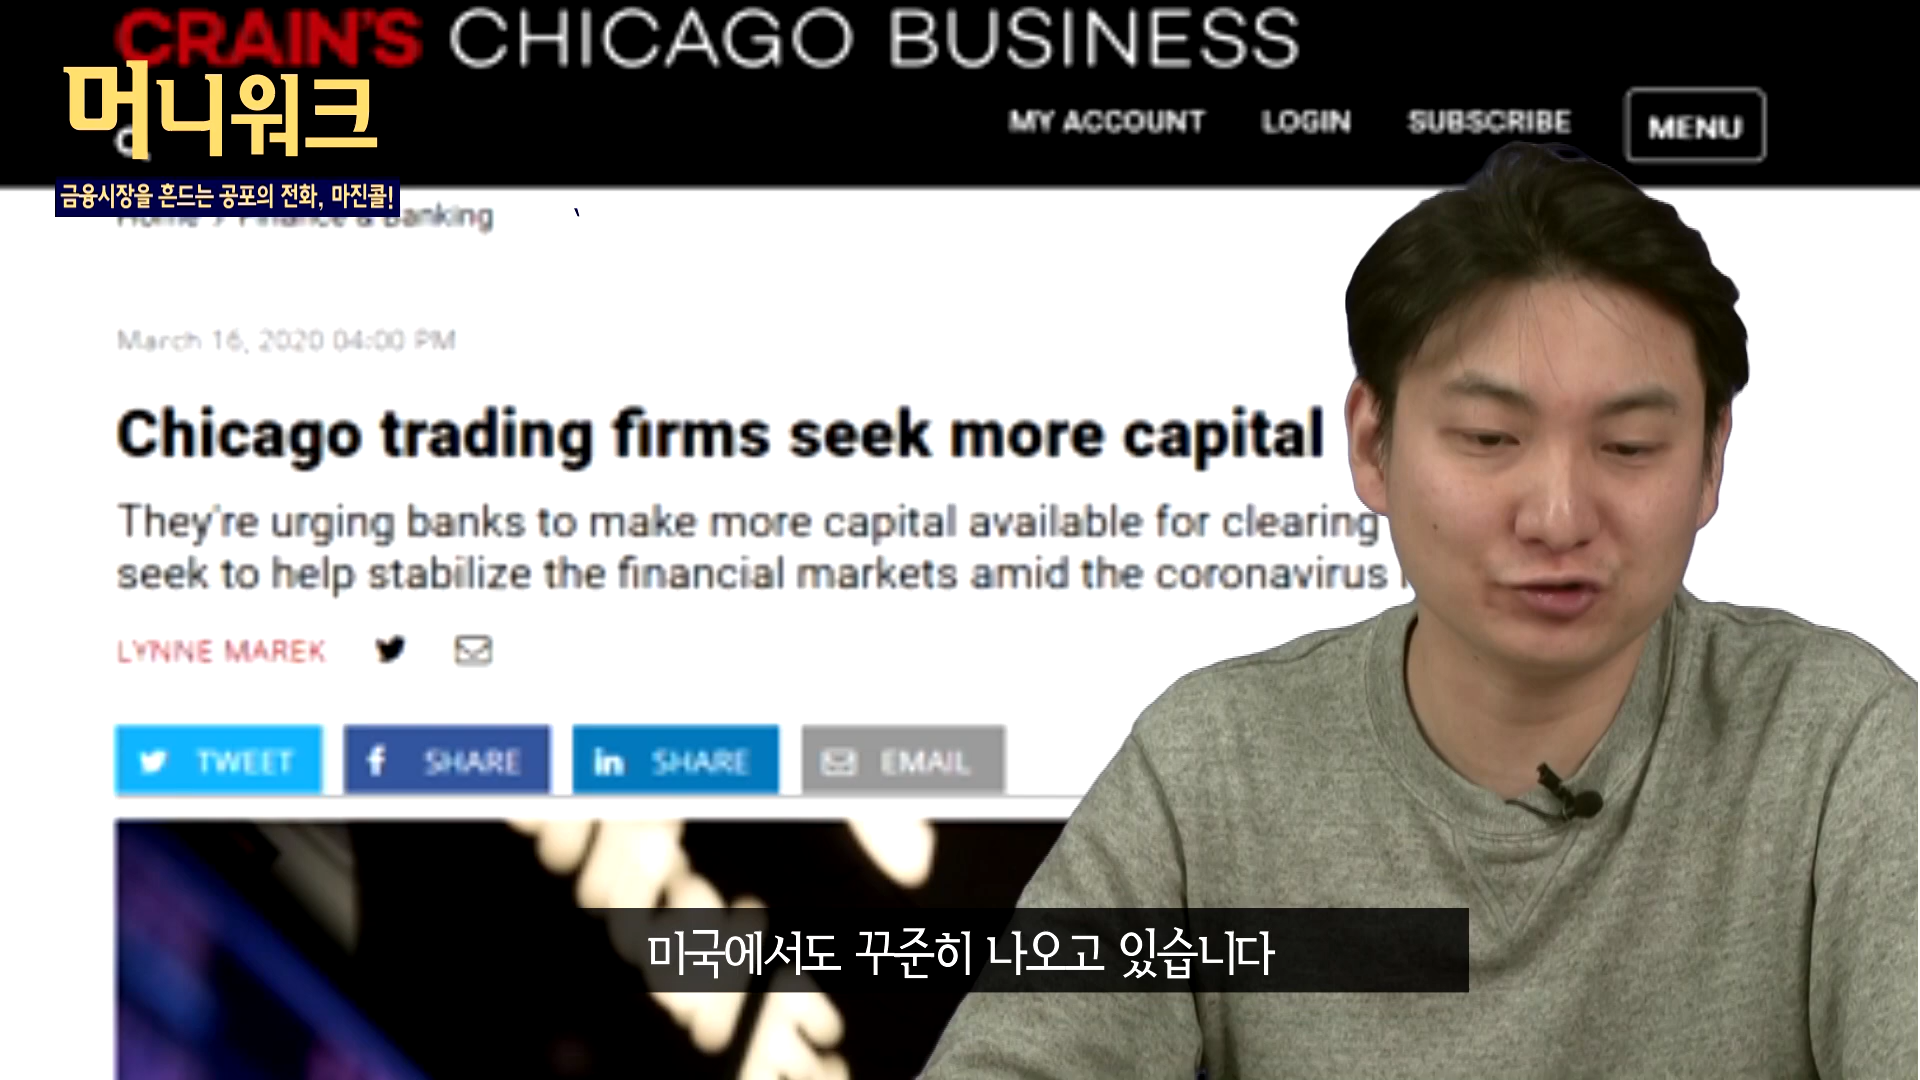 CRAIN'S CHICAGO BUSINESS
머니워크
MY ACCOUNT LOGIN SUBSCRIBE MENU
금융시장을 흔드는 공포의 전화, 마진콜!
Home > Finance & Banking
March 16, 2020 04:00 PM
Chicago trading firms seek more capital
They're urging banks to make more capital available for clearing
seek to help stabilize the financial markets amid the coronavirus
LYNNE MAREK
TWEET SHARE SHARE EMAIL
미국에서도 꾸준히 나오고 있습니다